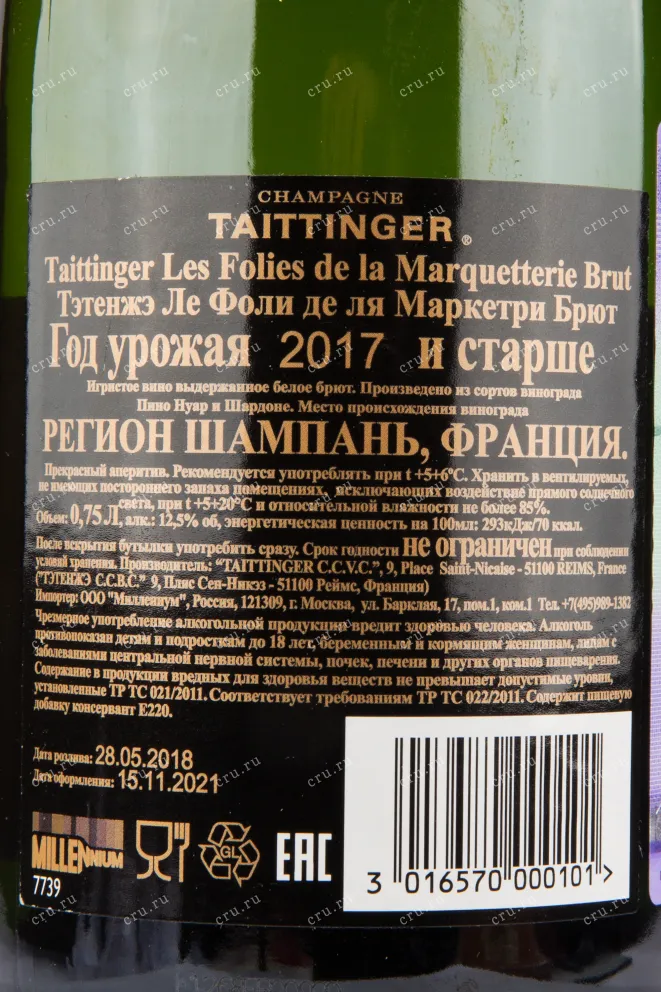 CHAMPAGNE
TAITTINGER®
Taittinger Les Folies de la Marquetterie Brut
Тэтенжэ Ле Фоли де ля Маркетри Брют
Год урожая 2017 и старше
Игристое вино выдержанное белое брют. Произведено из сортов винограда
Пино Нуар и Шардоне. Место происхождения винограда
РЕГИОН ШАМПАНЬ, ФРАНЦИЯ.
Прекрасный аперитив. Рекомендуется употреблять при t +5+6°C. Хранить в вентилируемых,
не имеющих постороннего запаха помещениях, исключающих воздействие прямого солнечного
света, при t +5+20°C и относительной влажности не более 85%.
Объем: 0,75 Л, алк.: 12,5% об, энергетическая ценность на 100мл: 293кДж/70 ккал.
После вскрытия бутылки употребить сразу. Срок годности не ограничен при соблюдении
условий хранения. Производитель: “TAITTINGER C.C.V.C.”, 9, Place Saint-Nicaise - 51100 REIMS, France
(“ТЭТЕНЖЭ С.С.В.С.” 9, Пляс Сен-Никэз - 51100 Реймс, Франция)
Импортер: ООО "Миллениум", Россия, 121309, г. Москва, ул. Барклая, 17, пом.1, ком.1 Тел. +7(495)989-1382
Чрезмерное употребление алкогольной продукции вредит здоровью человека. Алкоголь
противопоказан детям и подросткам до 18 лет, беременным и кормящим женщинам, лицам с
заболеваниями центральной нервной системы, почек, печени и других органов пищеварения.
Содержание в продукции вредных для здоровья веществ не превышает допустимые уровни,
установленные ТР ТС 021/2011. Соответствует требованиям ТР ТС 022/2011. Содержит пищевую
добавку консервант Е220.
Дата розлива: 28.05.2018
Дата оформления: 15.11.2021
MILLENNIUM
GL
EAC
7739
3 016570 000101 >
cru.ru